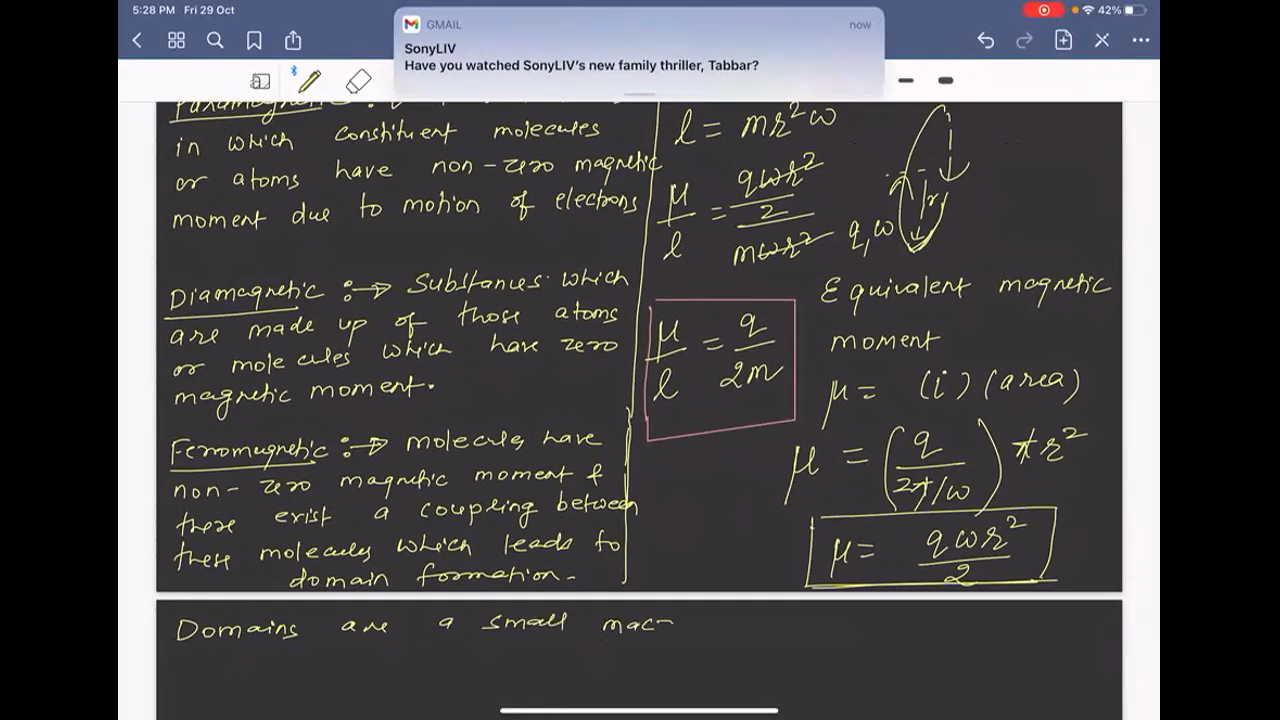 5:28 PM Fri 29 Oct
42%
GMAIL
now
SonyLIV
Have you watched SonyLIV's new family thriller, Tabbar?
Paramagnetic :
in which constituent molecules
or atoms have non-zero magnetic
moment due to motion of electrons
Diamagnetic :→ Substances which
are made up of those atoms
or molecules which have zero
magnetic moment.
Ferromagnetic :→ molecules have
non-zero magnetic moment &
there exist a coupling between
these molecules which leads to
domain formation.
l = mr²ω
μ/l = (qωr²/2)/(mωr²)
μ/l = q/2m
r
q, ω
Equivalent magnetic
moment
μ = (i) (area)
μ = (q/(2π/ω)) πr²
μ = qωr²/2
Domains are a small mac